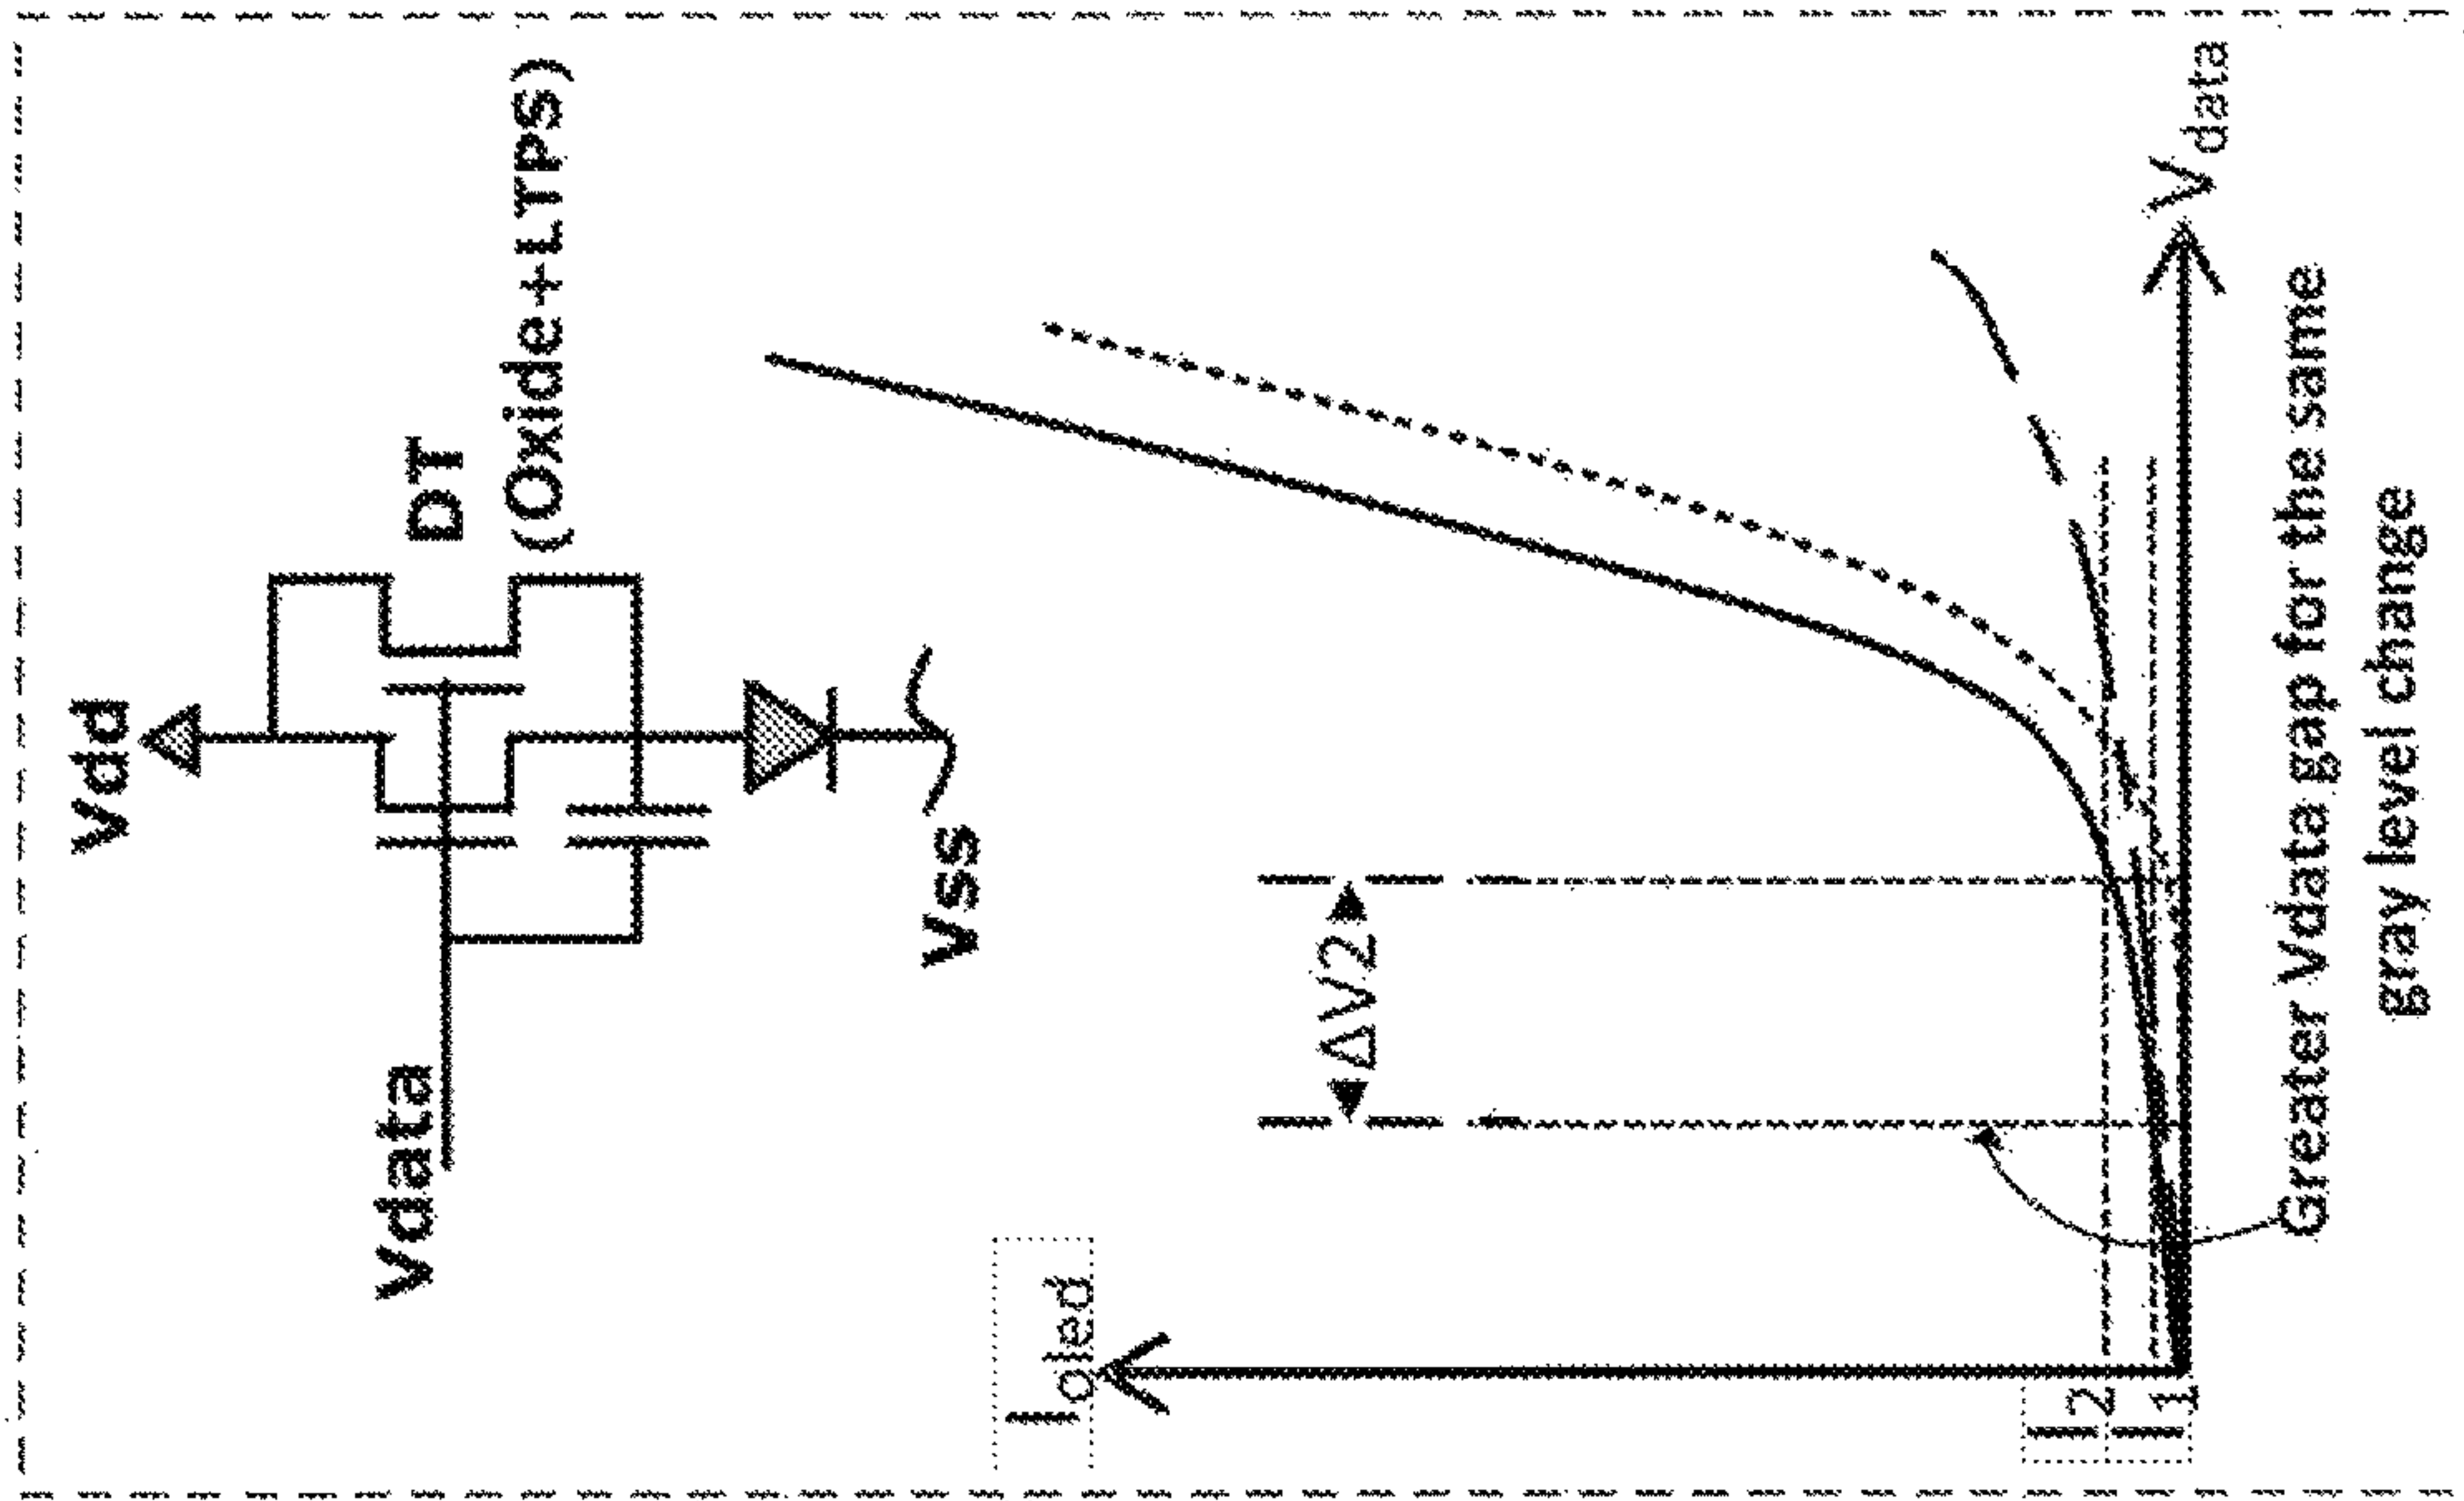 Vdd
Vdata
DT
(Oxide+LTPS)
Vss
Ioled
ΔV2
I2
I1
Vdata
Greater Vdata gap for the same
gray level change